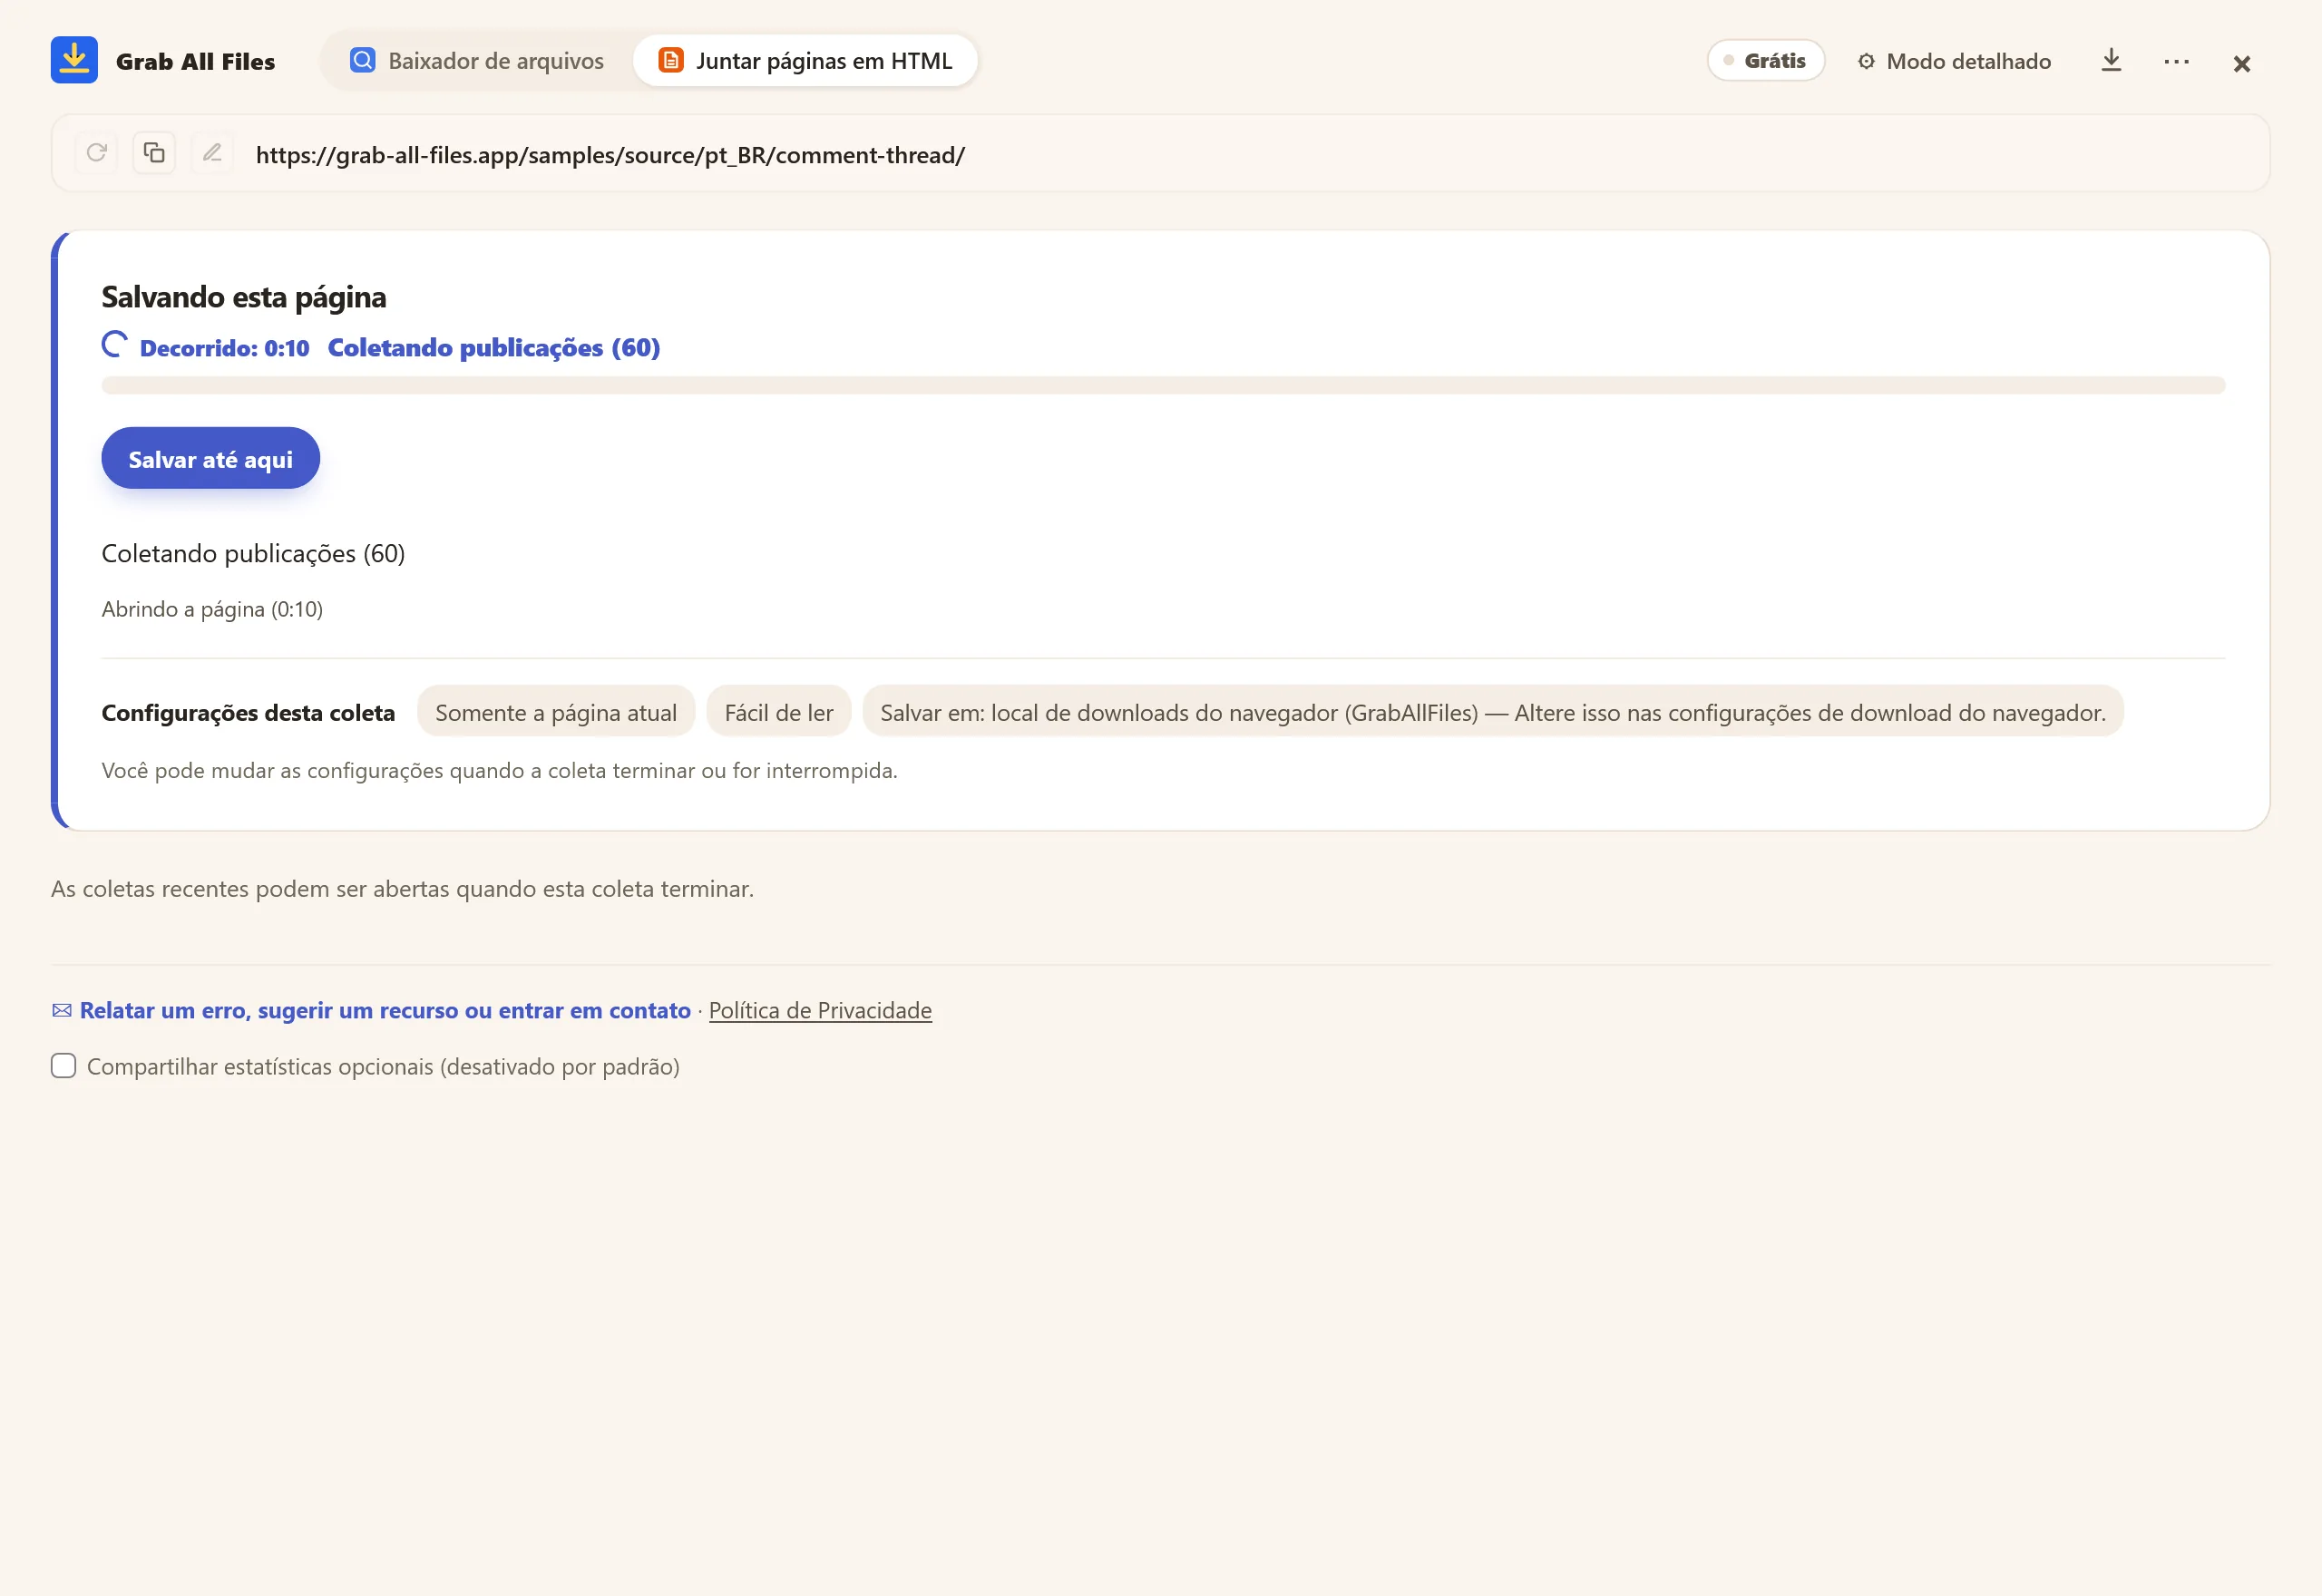 Grab All Files
Baixador de arquivos
Juntar páginas em HTML
Grátis
Modo detalhado
https://grab-all-files.app/samples/source/pt_BR/comment-thread/
Salvando esta página
Decorrido: 0:10 Coletando publicações (60)
Salvar até aqui
Coletando publicações (60)
Abrindo a página (0:10)
Configurações desta coleta Somente a página atual Fácil de ler Salvar em: local de downloads do navegador (GrabAllFiles) — Altere isso nas configurações de download do navegador.
Você pode mudar as configurações quando a coleta terminar ou for interrompida.
As coletas recentes podem ser abertas quando esta coleta terminar.
Relatar um erro, sugerir um recurso ou entrar em contato · Política de Privacidade
Compartilhar estatísticas opcionais (desativado por padrão)